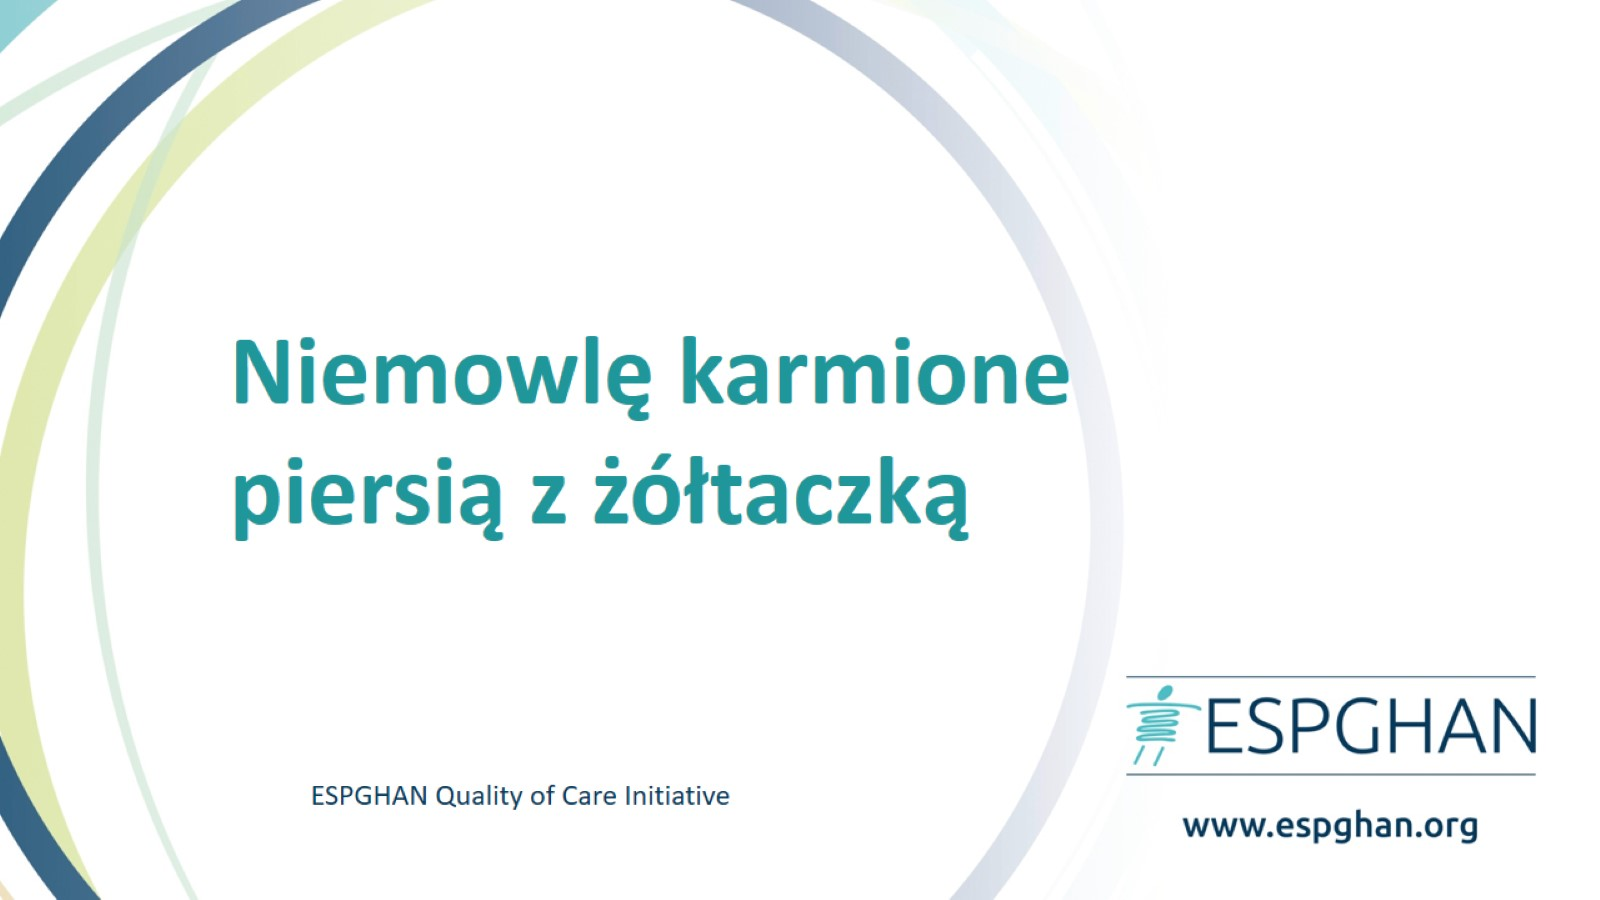 Niemowlę karmione
piersią z żółtaczką
ESPGHAN
ESPGHAN Quality of Care Initiative
www.espghan.org